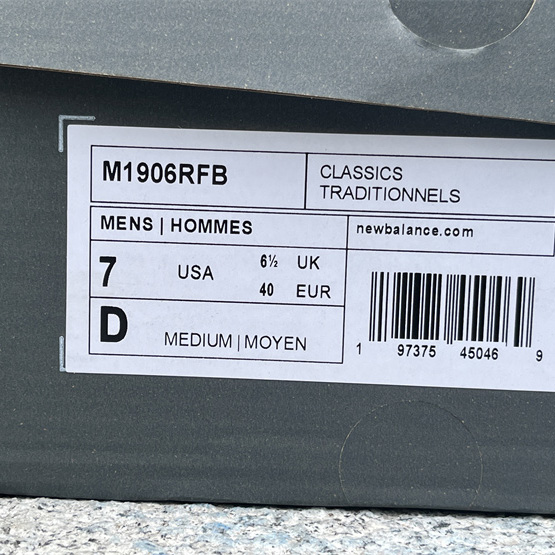 M1906RFB
CLASSICS
TRADITIONNELS
MENS | HOMMES
newbalance.com
7 USA 6½ UK
40 EUR
D MEDIUM | MOYEN
1 97375 45046 9